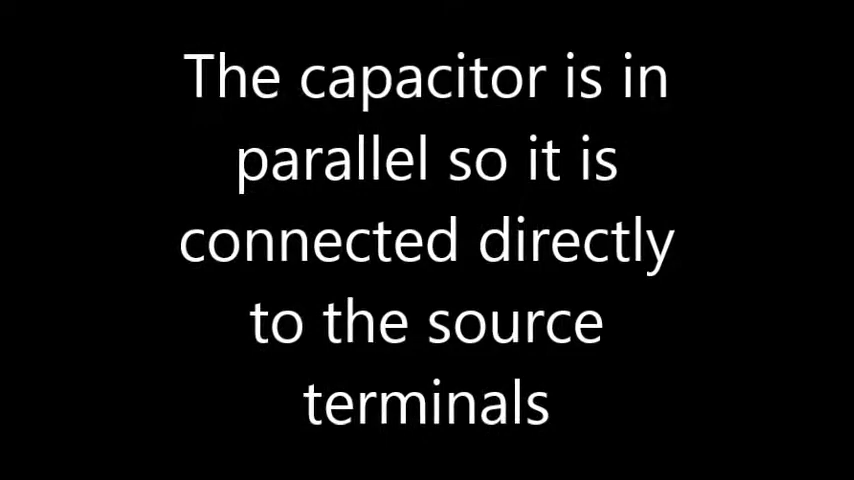 The capacitor is in
parallel so it is
connected directly
to the source
terminals